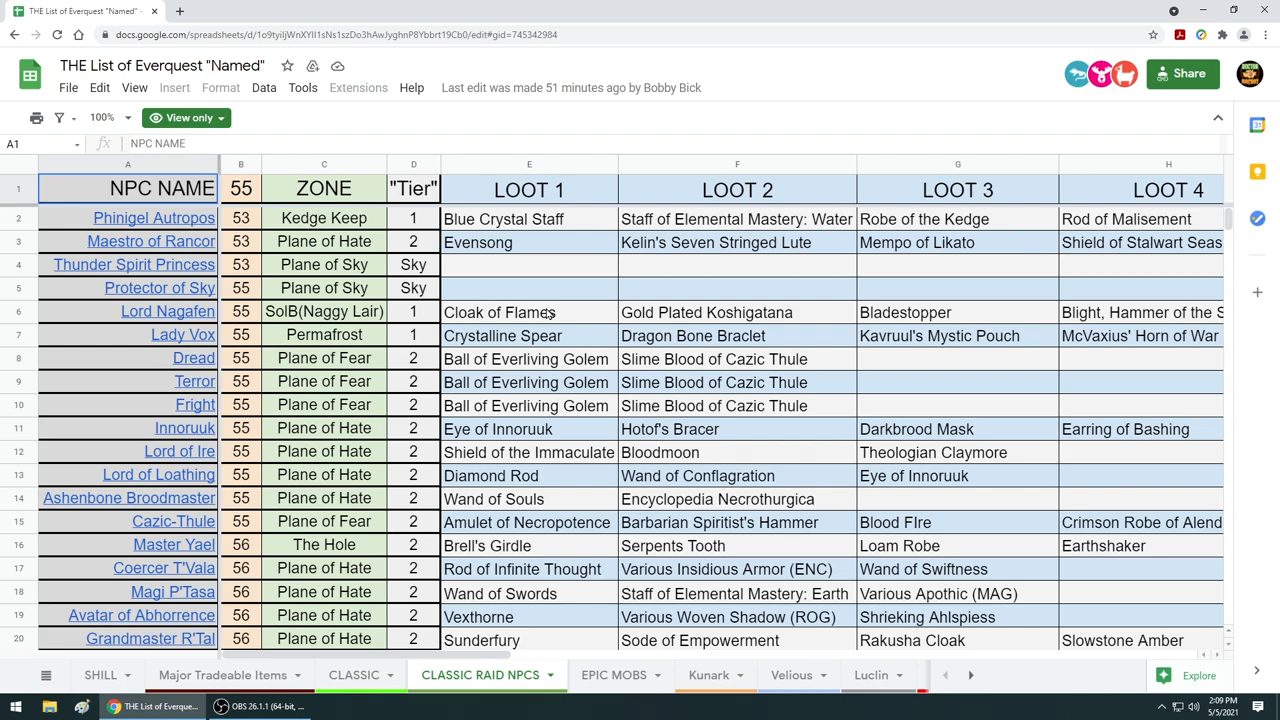 THE List of Everquest "Named" -
docs.google.com/spreadsheets/d/1o9tyiIjWnXYII1sNs1szDo3hAwJyghnP8Ybbrt19Cb0/edit#gid=745342984
THE List of Everquest "Named"
File Edit View Insert Format Data Tools Extensions Help Last edit was made 51 minutes ago by Bobby Bick
Share
100% View only
A1 fx NPC NAME
A B C D E F G H
1 NPC NAME 55 ZONE "Tier" LOOT 1 LOOT 2 LOOT 3 LOOT 4
2 Phinigel Autropos 53 Kedge Keep 1 Blue Crystal Staff Staff of Elemental Mastery: Water Robe of the Kedge Rod of Malisement
3 Maestro of Rancor 53 Plane of Hate 2 Evensong Kelin's Seven Stringed Lute Mempo of Likato Shield of Stalwart Seas
4 Thunder Spirit Princess 53 Plane of Sky Sky
5 Protector of Sky 55 Plane of Sky Sky
6 Lord Nagafen 55 SolB(Naggy Lair) 1 Cloak of Flames Gold Plated Koshigatana Bladestopper Blight, Hammer of the S
7 Lady Vox 55 Permafrost 1 Crystalline Spear Dragon Bone Braclet Kavruul's Mystic Pouch McVaxius' Horn of War
8 Dread 55 Plane of Fear 2 Ball of Everliving Golem Slime Blood of Cazic Thule
9 Terror 55 Plane of Fear 2 Ball of Everliving Golem Slime Blood of Cazic Thule
10 Fright 55 Plane of Fear 2 Ball of Everliving Golem Slime Blood of Cazic Thule
11 Innoruuk 55 Plane of Hate 2 Eye of Innoruuk Hotof's Bracer Darkbrood Mask Earring of Bashing
12 Lord of Ire 55 Plane of Hate 2 Shield of the Immaculate Bloodmoon Theologian Claymore
13 Lord of Loathing 55 Plane of Hate 2 Diamond Rod Wand of Conflagration Eye of Innoruuk
14 Ashenbone Broodmaster 55 Plane of Hate 2 Wand of Souls Encyclopedia Necrothurgica
15 Cazic-Thule 55 Plane of Fear 2 Amulet of Necropotence Barbarian Spiritist's Hammer Blood FIre Crimson Robe of Alend
16 Master Yael 56 The Hole 2 Brell's Girdle Serpents Tooth Loam Robe Earthshaker
17 Coercer T'Vala 56 Plane of Hate 2 Rod of Infinite Thought Various Insidious Armor (ENC) Wand of Swiftness
18 Magi P'Tasa 56 Plane of Hate 2 Wand of Swords Staff of Elemental Mastery: Earth Various Apothic (MAG)
19 Avatar of Abhorrence 56 Plane of Hate 2 Vexthorne Various Woven Shadow (ROG) Shrieking Ahlspiess
20 Grandmaster R'Tal 56 Plane of Hate 2 Sunderfury Sode of Empowerment Rakusha Cloak Slowstone Amber
SHILL Major Tradeable Items CLASSIC CLASSIC RAID NPCS EPIC MOBS Kunark Velious Luclin Explore
THE List of Everque... OBS 26.1.1 (64-bit, ... 2:09 PM
5/5/2021